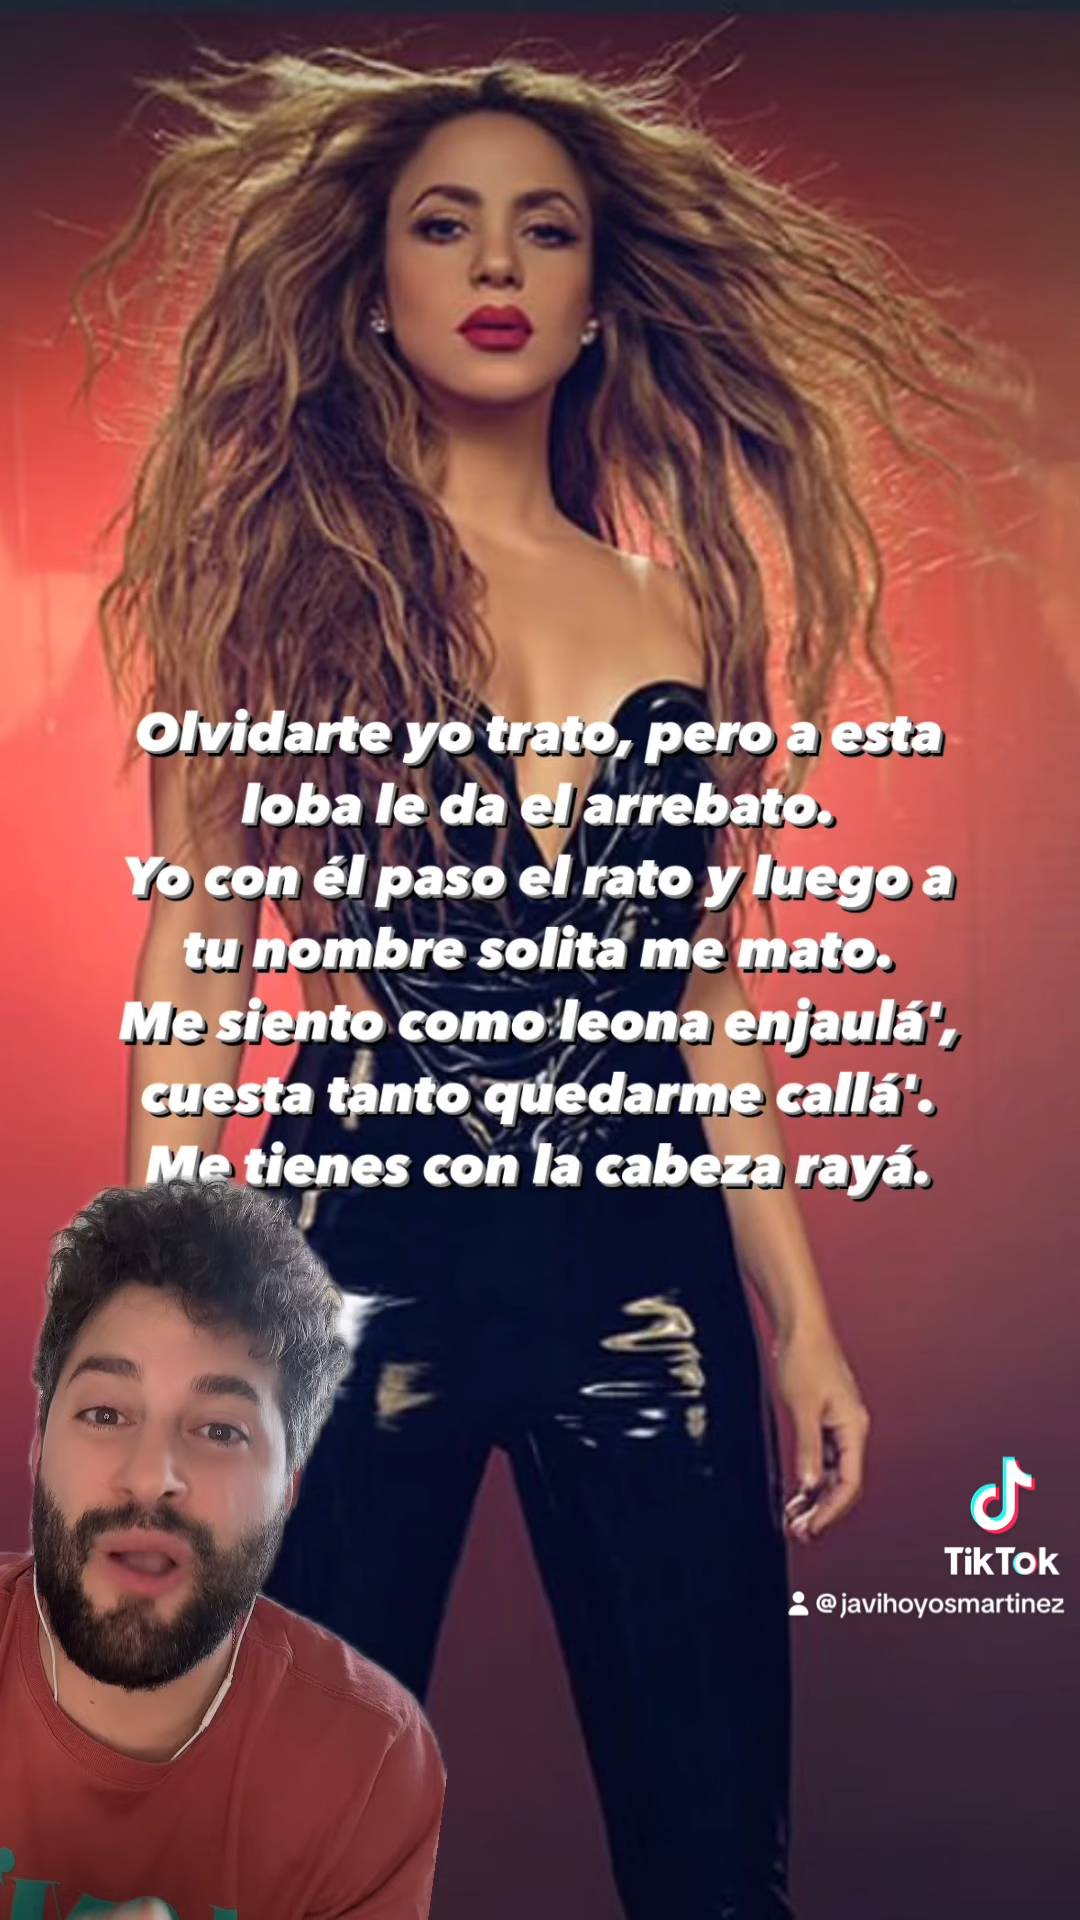 Olvidarte yo trato, pero a esta
loba le da el arrebato.
Yo con él paso el rato y luego a
tu nombre solita me mato.
Me siento como leona enjaulá',
cuesta tanto quedarme callá'.
Me tienes con la cabeza rayá.
TikTok
@javihoyosmartinez